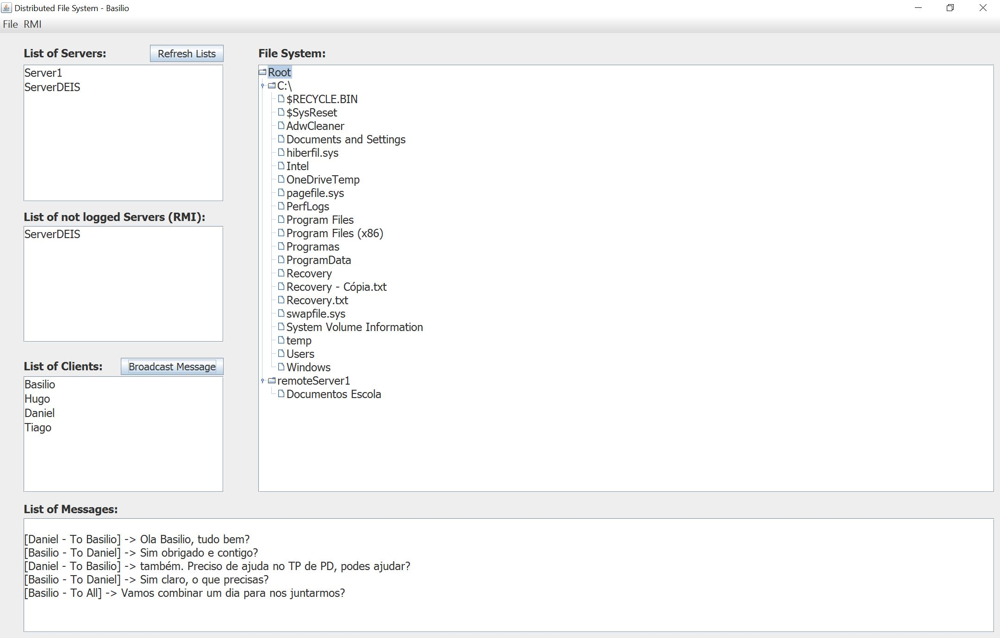 Distributed File System - Basilio
File RMI
List of Servers:
Refresh Lists
Server1
ServerDEIS
List of not logged Servers (RMI):
ServerDEIS
List of Clients:
Broadcast Message
Basilio
Hugo
Daniel
Tiago
File System:
Root
C:\
$RECYCLE.BIN
$SysReset
AdwCleaner
Documents and Settings
hiberfil.sys
Intel
OneDriveTemp
pagefile.sys
PerfLogs
Program Files
Program Files (x86)
Programas
ProgramData
Recovery
Recovery - Cópia.txt
Recovery.txt
swapfile.sys
System Volume Information
temp
Users
Windows
remoteServer1
Documentos Escola
List of Messages:
[Daniel - To Basilio] -> Ola Basilio, tudo bem?
[Basilio - To Daniel] -> Sim obrigado e contigo?
[Daniel - To Basilio] -> também. Preciso de ajuda no TP de PD, podes ajudar?
[Basilio - To Daniel] -> Sim claro, o que precisas?
[Basilio - To All] -> Vamos combinar um dia para nos juntarmos?